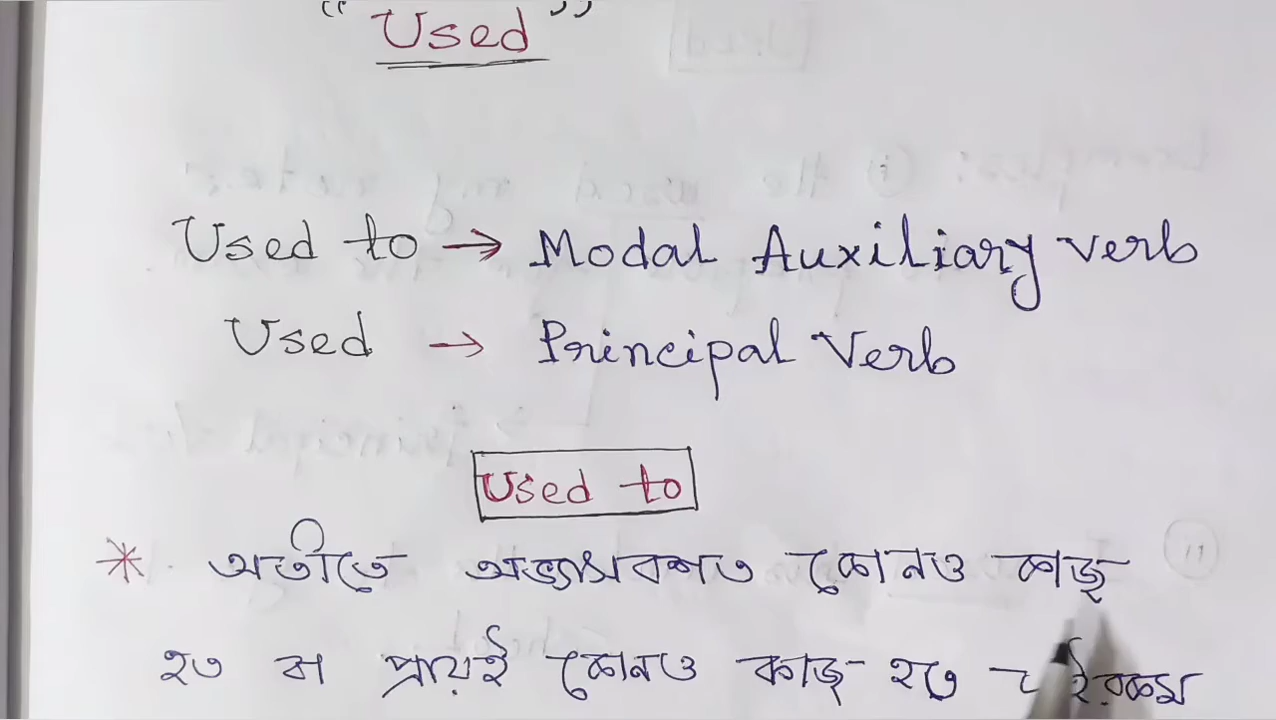 "Used"
Used to → Modal Auxiliary verb
Used → Principal Verb
Used to
* অতীতে অভ্যাসবশত কোনও কাজ
হত বা প্রায়ই কোনও কাজ হত